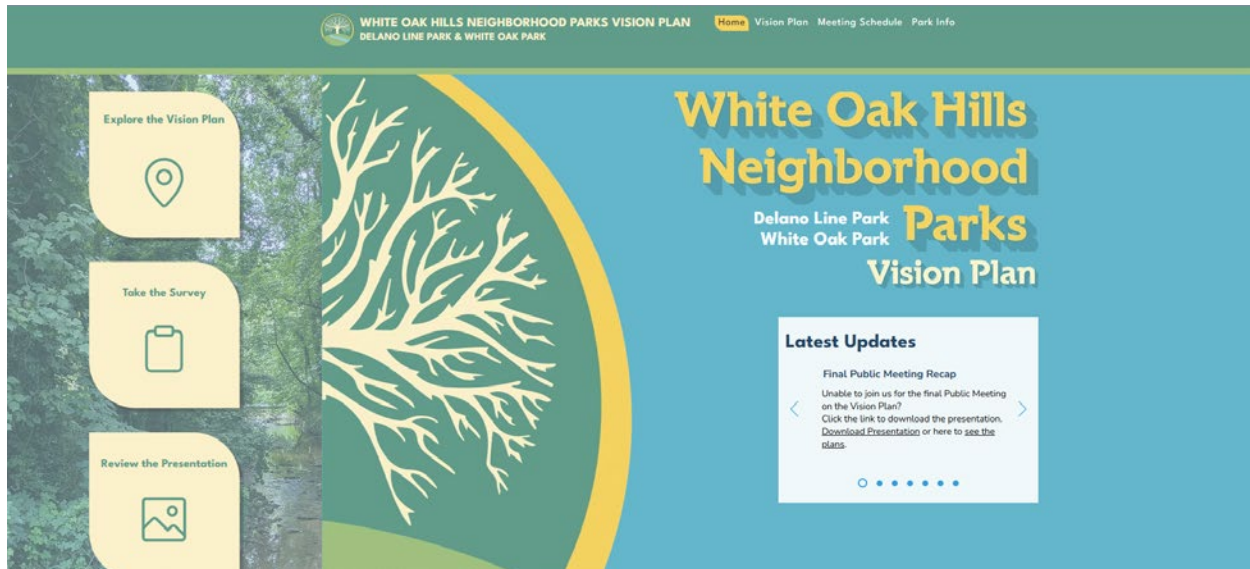 WHITE OAK HILLS NEIGHBORHOOD PARKS VISION PLAN
DELANO LINE PARK & WHITE OAK PARK
Home Vision Plan Meeting Schedule Park Info
Explore the Vision Plan
Take the Survey
Review the Presentation
White Oak Hills
Neighborhood
Delano Line Park
White Oak Park
Parks
Vision Plan
Latest Updates
Final Public Meeting Recap
Unable to join us for the final Public Meeting
on the Vision Plan?
Click the link to download the presentation.
Download Presentation or here to see the
plans.